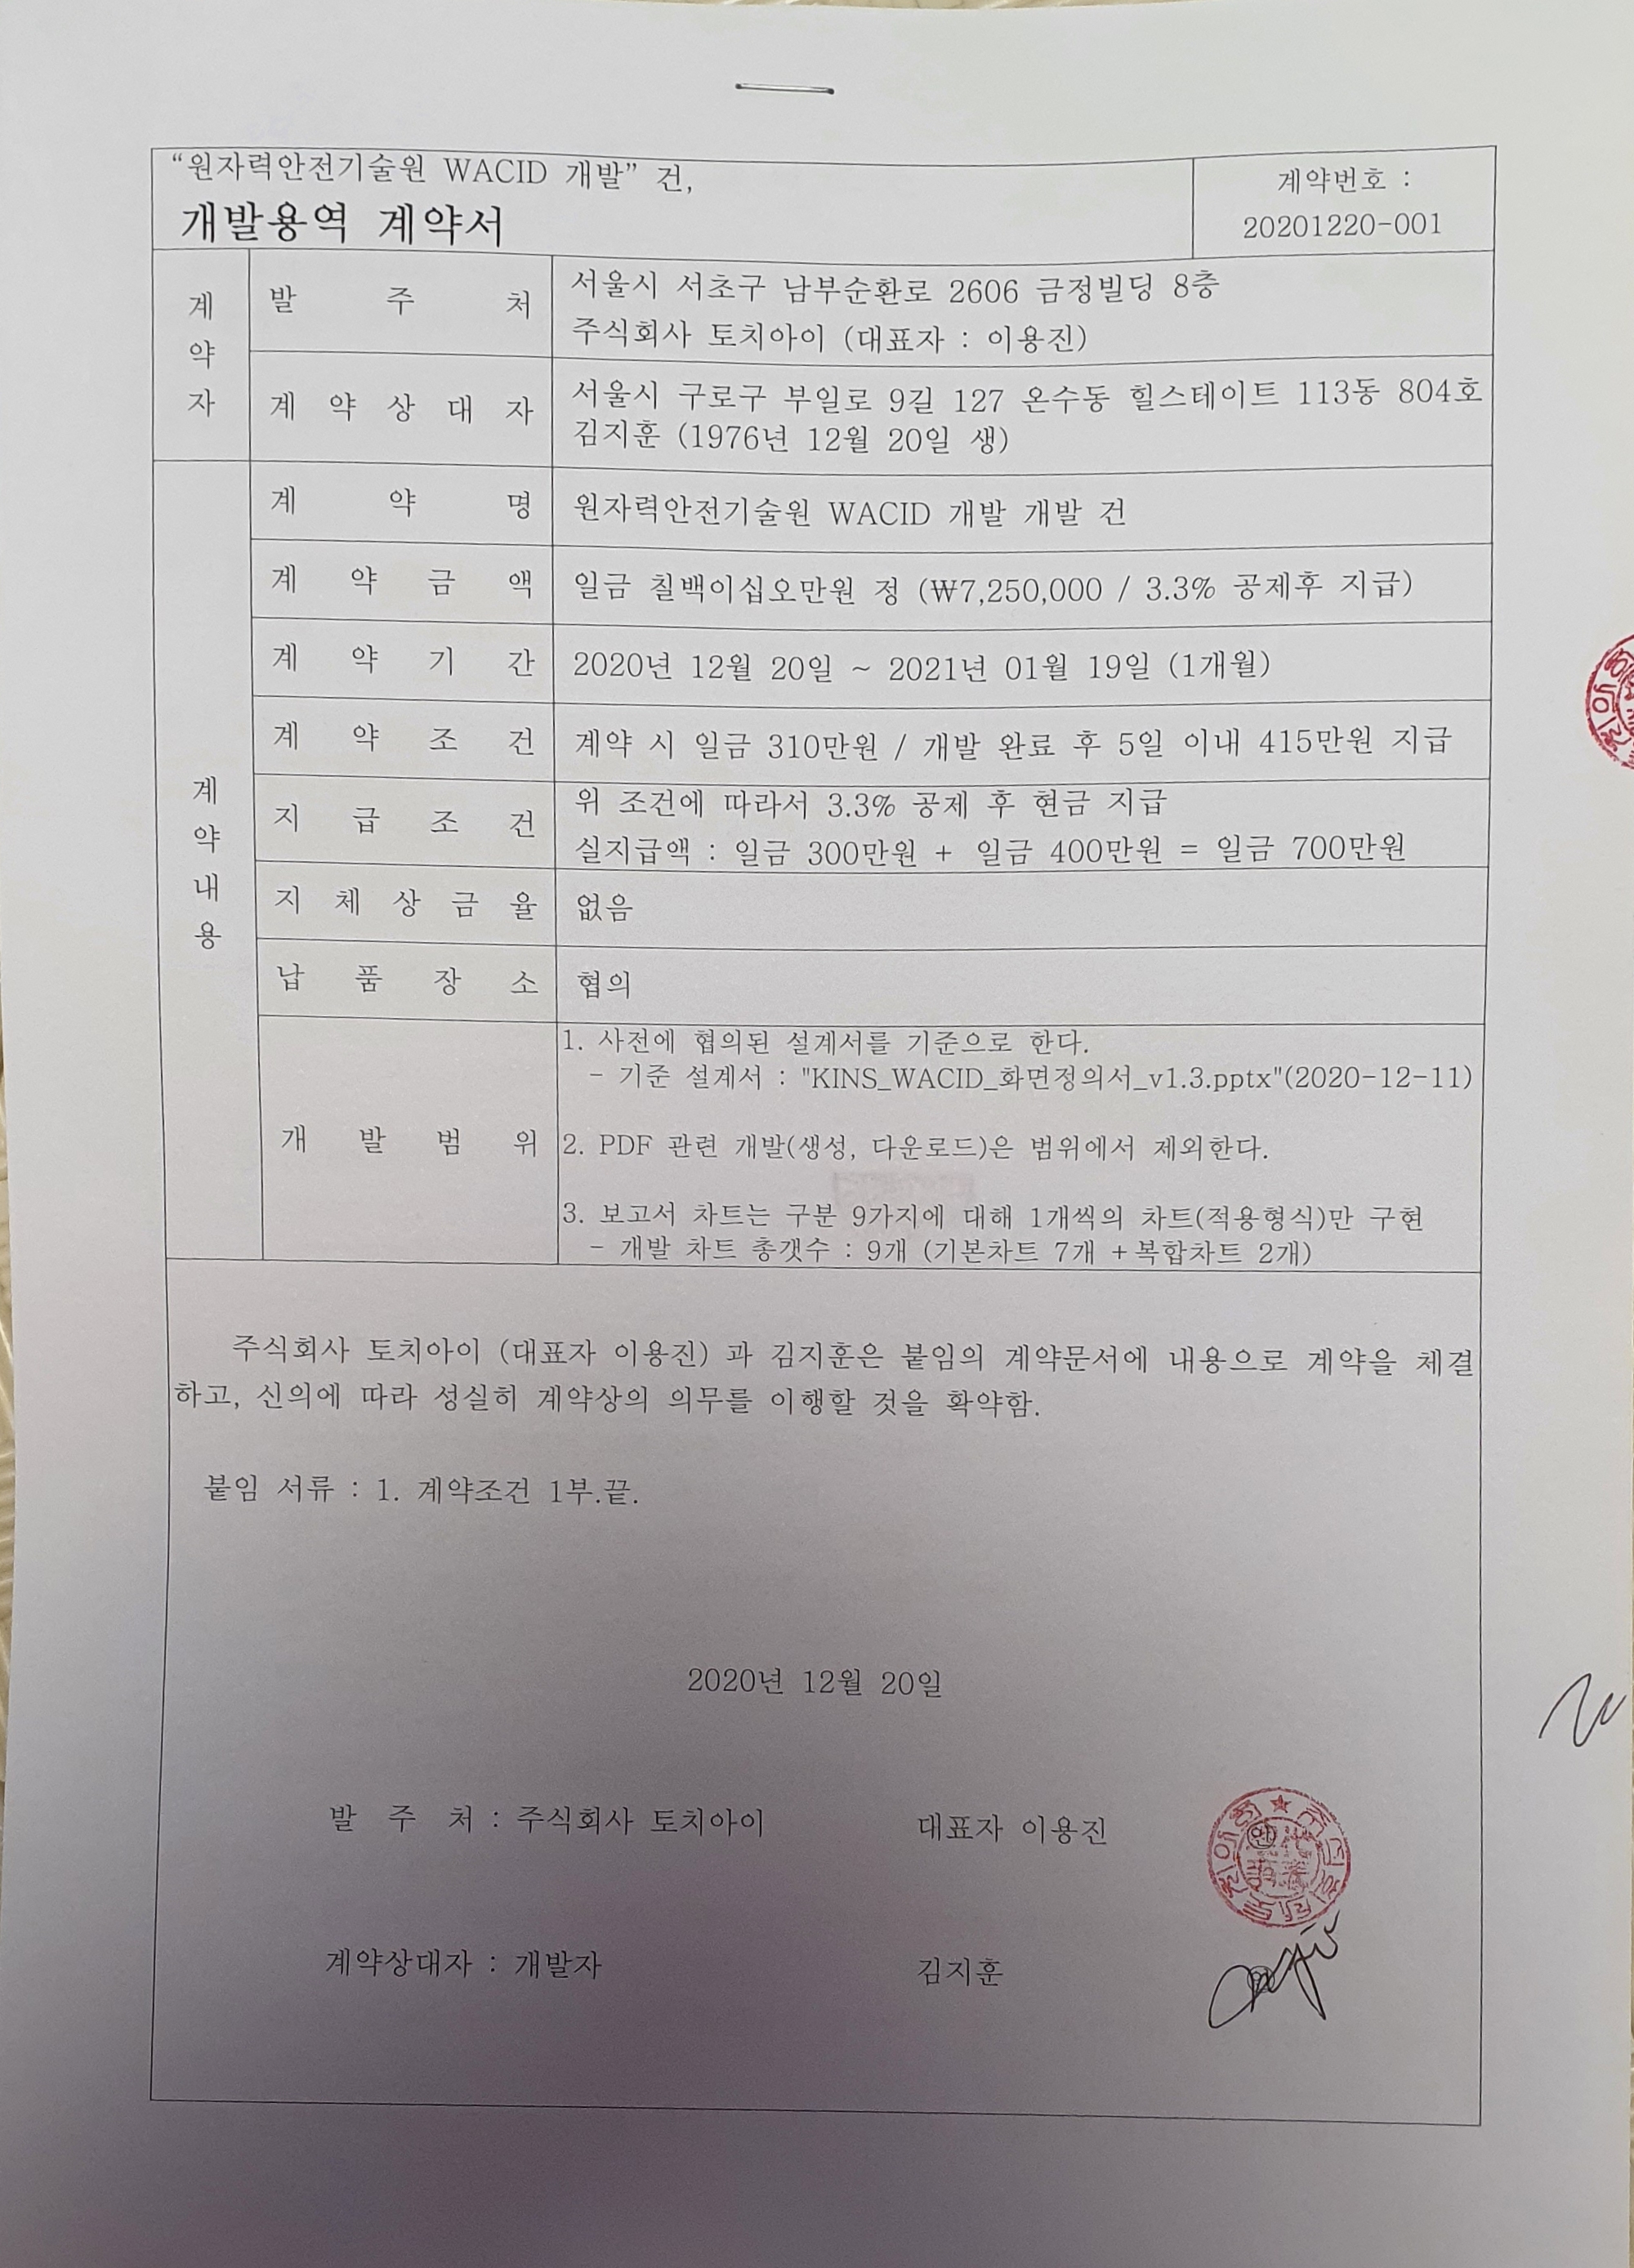 “원자력안전기술원 WACID 개발” 건,
개발용역 계약서
계약번호 :
20201220-001
계약자
발주처
서울시 서초구 남부순환로 2606 금정빌딩 8층
주식회사 토치아이 (대표자 : 이용진)
계약상대자
서울시 구로구 부일로 9길 127 온수동 힐스테이트 113동 804호
김지훈 (1976년 12월 20일 생)
계약내용
계약명
원자력안전기술원 WACID 개발 개발 건
계약금액
일금 칠백이십오만원 정 (₩7,250,000 / 3.3% 공제후 지급)
계약기간
2020년 12월 20일 ~ 2021년 01월 19일 (1개월)
계약조건
계약 시 일금 310만원 / 개발 완료 후 5일 이내 415만원 지급
지급조건
위 조건에 따라서 3.3% 공제 후 현금 지급
실지급액 : 일금 300만원 + 일금 400만원 = 일금 700만원
지체상금율
없음
납품장소
협의
개발범위
1. 사전에 협의된 설계서를 기준으로 한다.
- 기준 설계서 : "KINS_WACID_화면정의서_v1.3.pptx"(2020-12-11)
2. PDF 관련 개발(생성, 다운로드)은 범위에서 제외한다.
3. 보고서 차트는 구분 9가지에 대해 1개씩의 차트(적용형식)만 구현
- 개발 차트 총갯수 : 9개 (기본차트 7개 +복합차트 2개)
주식회사 토치아이 (대표자 이용진) 과 김지훈은 붙임의 계약문서에 내용으로 계약을 체결
하고, 신의에 따라 성실히 계약상의 의무를 이행할 것을 확약함.
붙임 서류 : 1. 계약조건 1부.끝.
2020년 12월 20일
발 주 처 : 주식회사 토치아이 대표자 이용진
계약상대자 : 개발자 김지훈